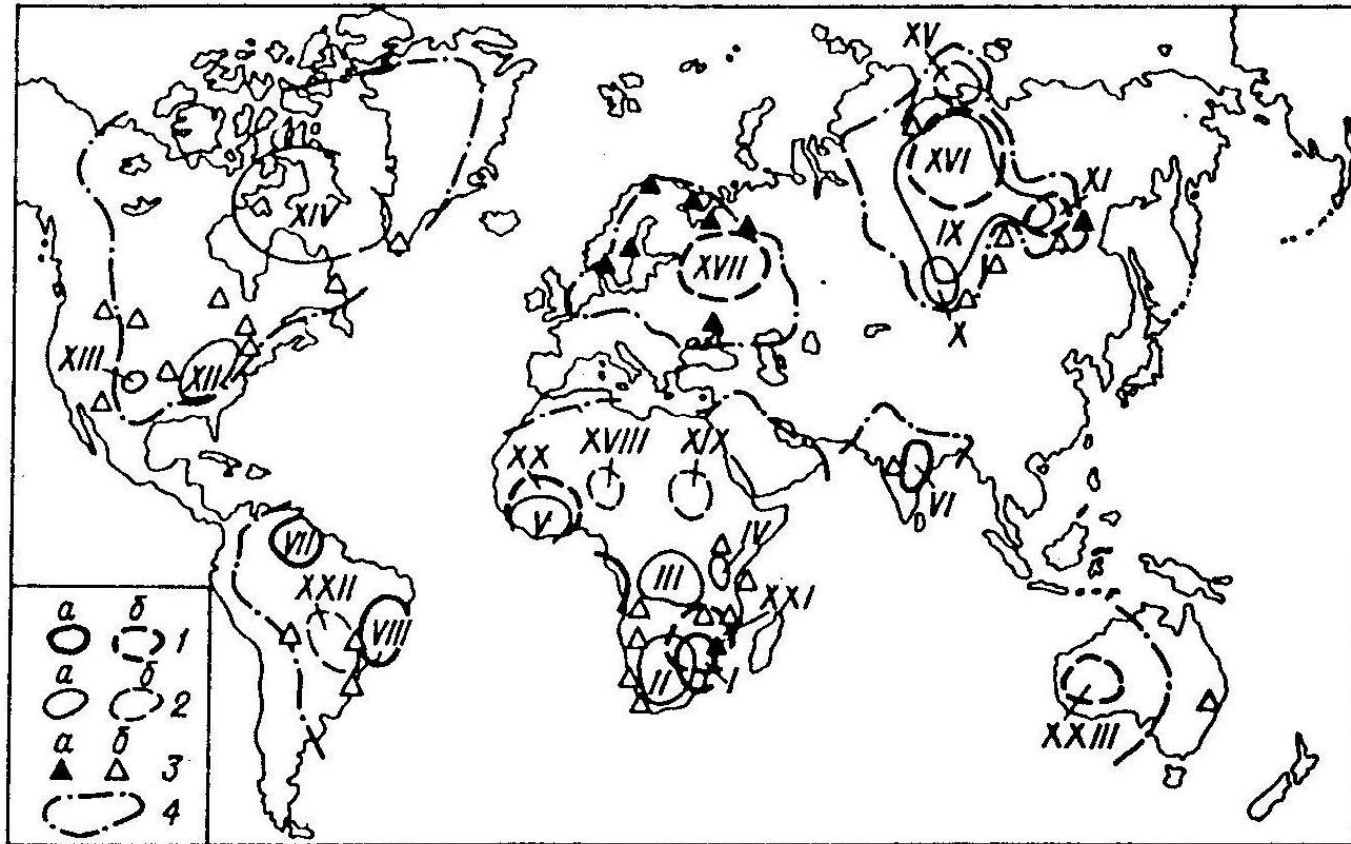 XV
XVI
XI
XIV
IX
XVII
X
XIII
XII
XX
XVIII
XIX
V
VI
IV
VII
III
XXII
XXI
VIII
II
I
XXIII
а б 1
а б 2
а б 3
4